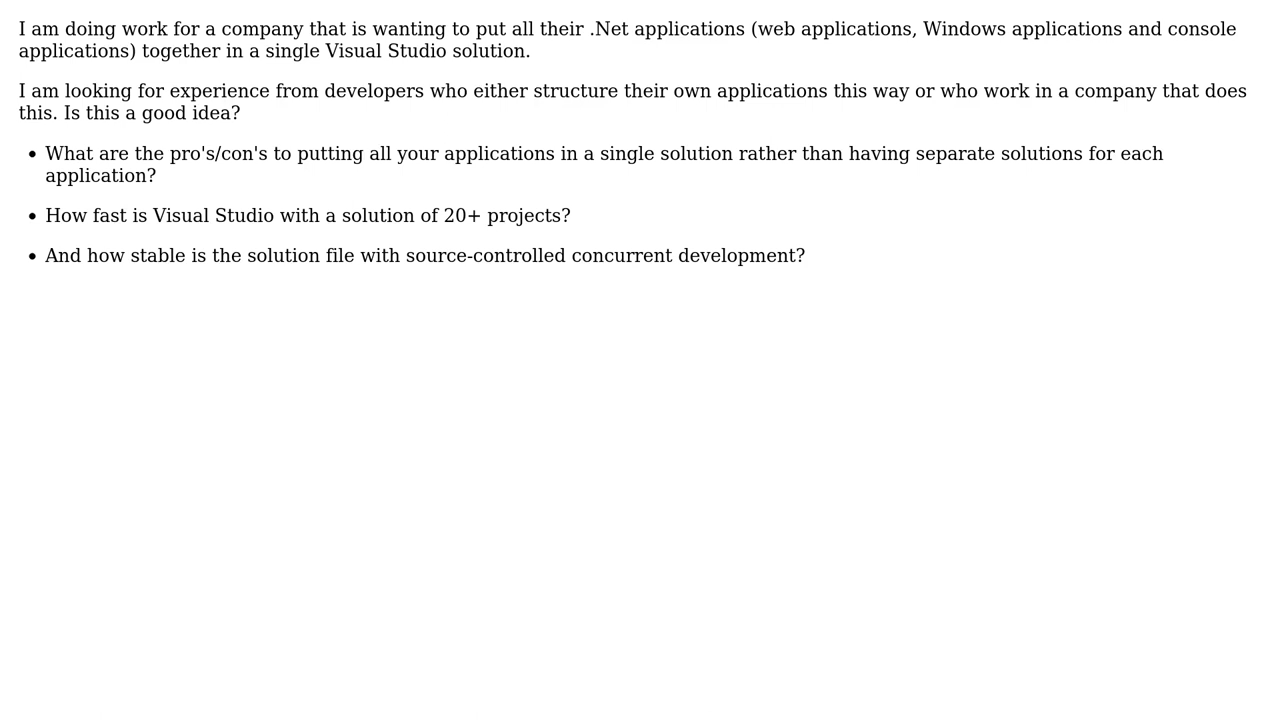 I am doing work for a company that is wanting to put all their .Net applications (web applications, Windows applications and console
applications) together in a single Visual Studio solution.
I am looking for experience from developers who either structure their own applications this way or who work in a company that does
this. Is this a good idea?
• What are the pro's/con's to putting all your applications in a single solution rather than having separate solutions for each
application?
• How fast is Visual Studio with a solution of 20+ projects?
• And how stable is the solution file with source-controlled concurrent development?